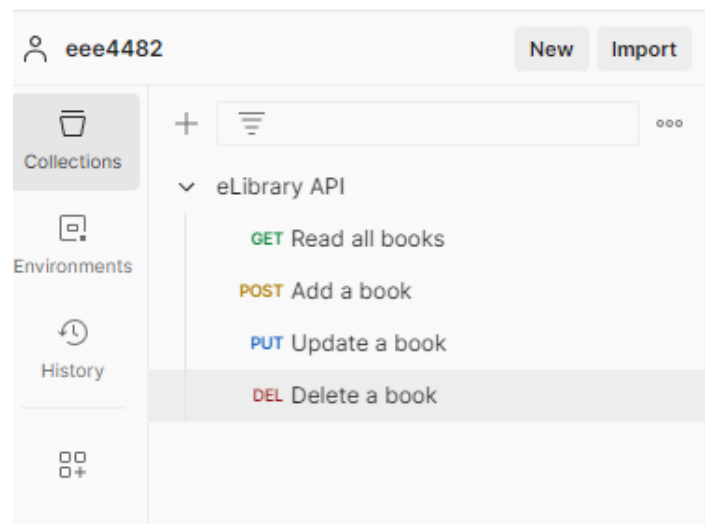 eee4482
New
Import
Collections
Environments
History
eLibrary API
GET Read all books
POST Add a book
PUT Update a book
DEL Delete a book